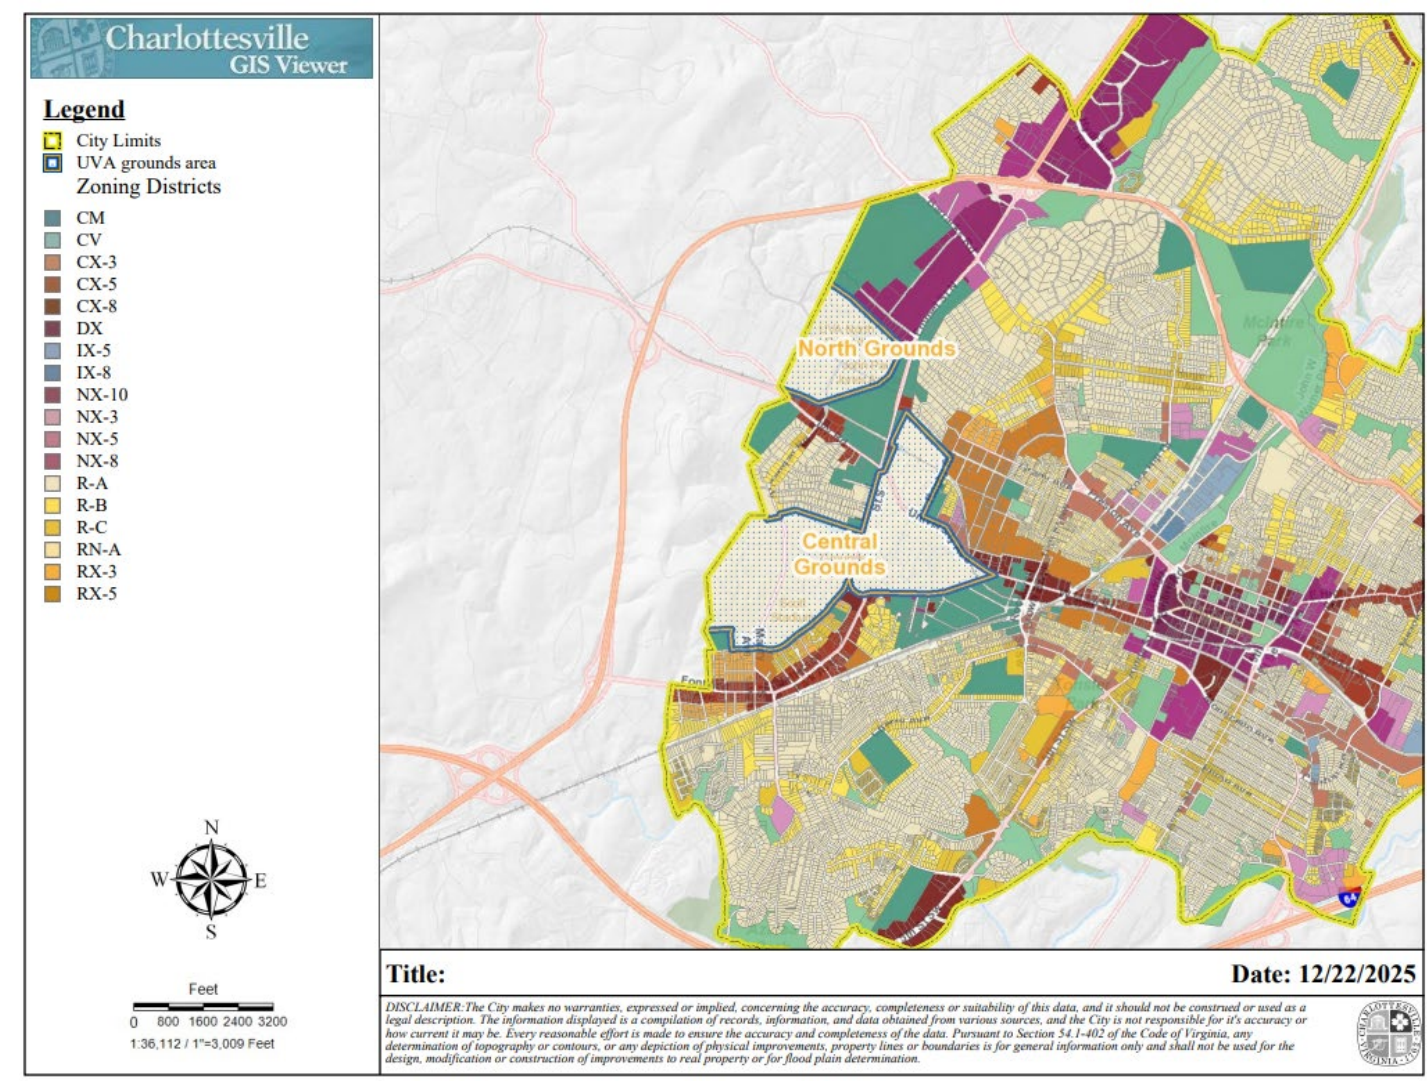 Charlottesville
GIS Viewer
Legend
City Limits
UVA grounds area
Zoning Districts
CM
CV
CX-3
CX-5
CX-8
DX
IX-5
IX-8
NX-10
NX-3
NX-5
NX-8
R-A
R-B
R-C
RN-A
RX-3
RX-5
N
W
E
S
Feet
0 800 1600 2400 3200
1:36,112 / 1"=3,009 Feet
North Grounds
McIntire
Park
Central
Grounds
64
Title:
Date: 12/22/2025
DISCLAIMER:The City makes no warranties, expressed or implied, concerning the accuracy, completeness or suitability of this data, and it should not be construed or used as a
legal description. The information displayed is a compilation of records, information, and data obtained from various sources, and the City is not responsible for it's accuracy or
how current it may be. Every reasonable effort is made to ensure the accuracy and completeness of the data. Pursuant to Section 54.1-402 of the Code of Virginia, any
determination of topography or contours, or any depiction of physical improvements, property lines or boundaries is for general information only and shall not be used for the
design, modification or construction of improvements to real property or for flood plain determination.